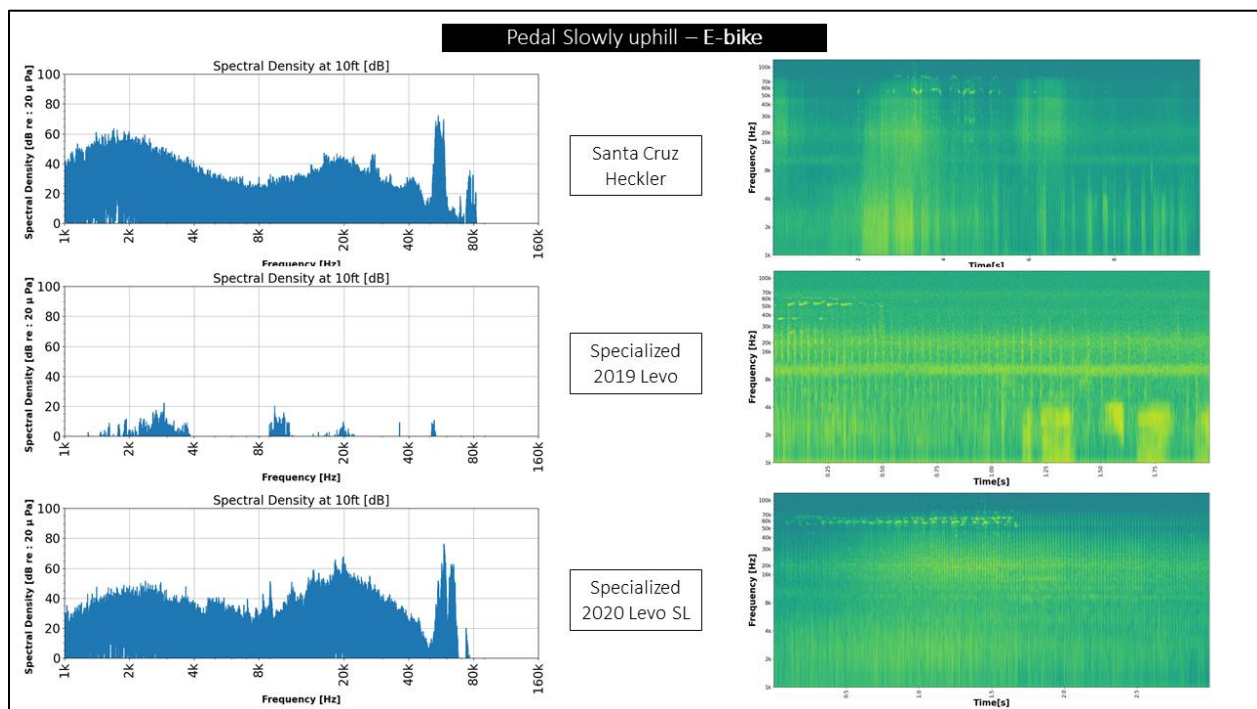 Pedal Slowly uphill – E-bike
Spectral Density at 10ft [dB]
Spectral Density [dB re : 20 μ Pa]
100
80
60
40
20
0
1k
2k
4k
8k
20k
40k
80k
160k
Frequency [Hz]
Santa Cruz
Heckler
Frequency [Hz]
100k
70k
60k
50k
40k
30k
20k
16k
8k
4k
2k
1k
2
4
6
8
Time[s]
Spectral Density at 10ft [dB]
Spectral Density [dB re : 20 μ Pa]
100
80
60
40
20
0
1k
2k
4k
8k
20k
40k
80k
160k
Frequency [Hz]
Specialized
2019 Levo
Frequency [Hz]
100k
70k
60k
50k
40k
30k
20k
16k
8k
4k
2k
1k
0.25
0.50
0.75
1.00
1.25
1.50
1.75
Time[s]
Spectral Density at 10ft [dB]
Spectral Density [dB re : 20 μ Pa]
100
80
60
40
20
0
1k
2k
4k
8k
20k
40k
80k
160k
Frequency [Hz]
Specialized
2020 Levo SL
Frequency [Hz]
100k
70k
60k
50k
40k
30k
20k
16k
8k
4k
2k
1k
0.5
1.0
1.5
2.0
2.5
Time[s]